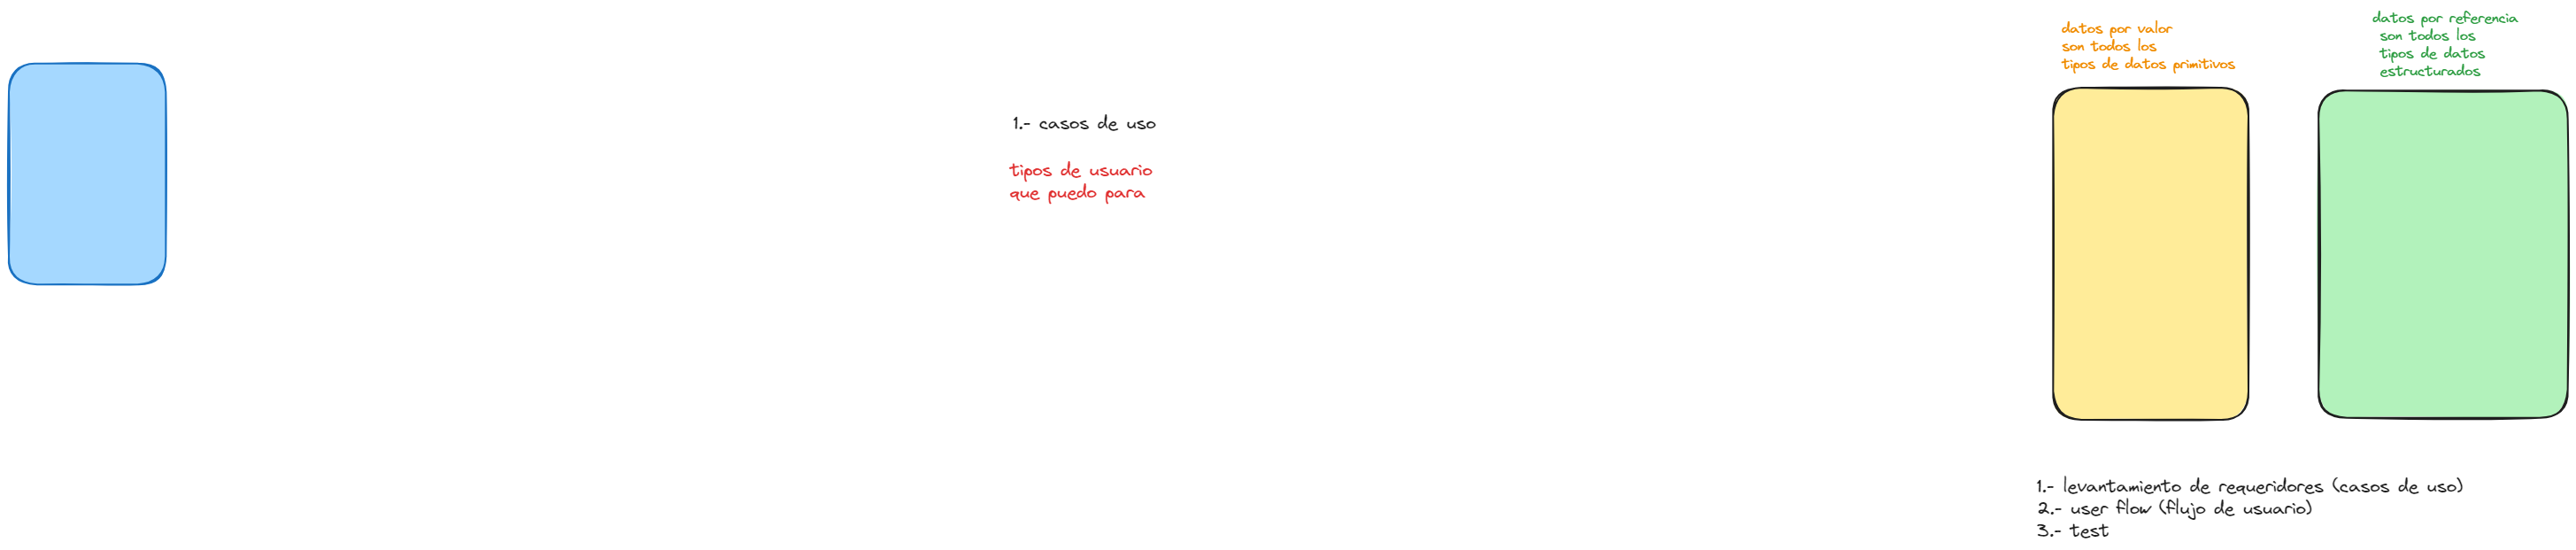 1.- casos de uso
tipos de usuario
que puedo para
datos por valor
son todos los
tipos de datos primitivos
datos por referencia
son todos los
tipos de datos
estructurados
1.- levantamiento de requeridores (casos de uso)
2.- user flow (flujo de usuario)
3.- test